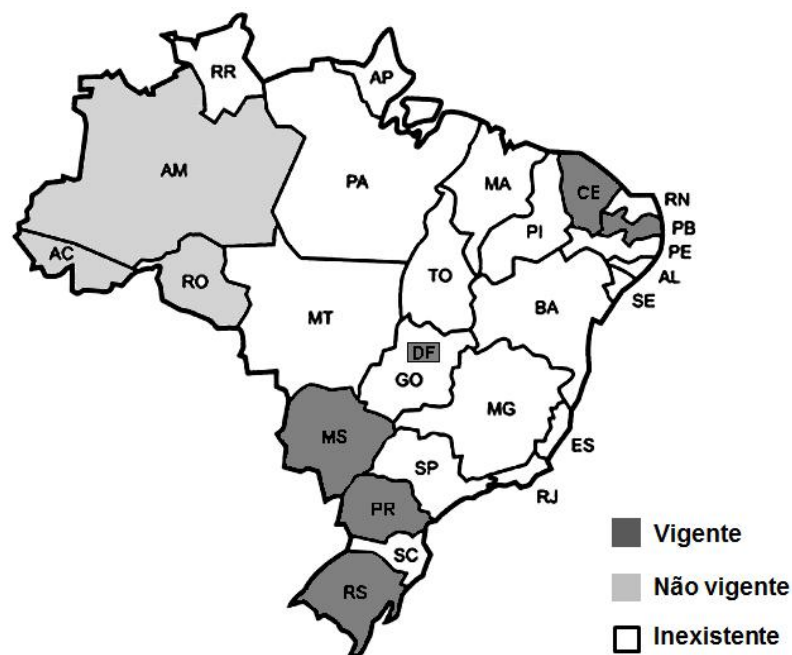 RR
AP
AM
PA
MA
CE
RN
PB
PE
AL
SE
PI
AC
RO
TO
BA
MT
DF
GO
MG
ES
MS
SP
RJ
PR
SC
RS
Vigente
Não vigente
Inexistente